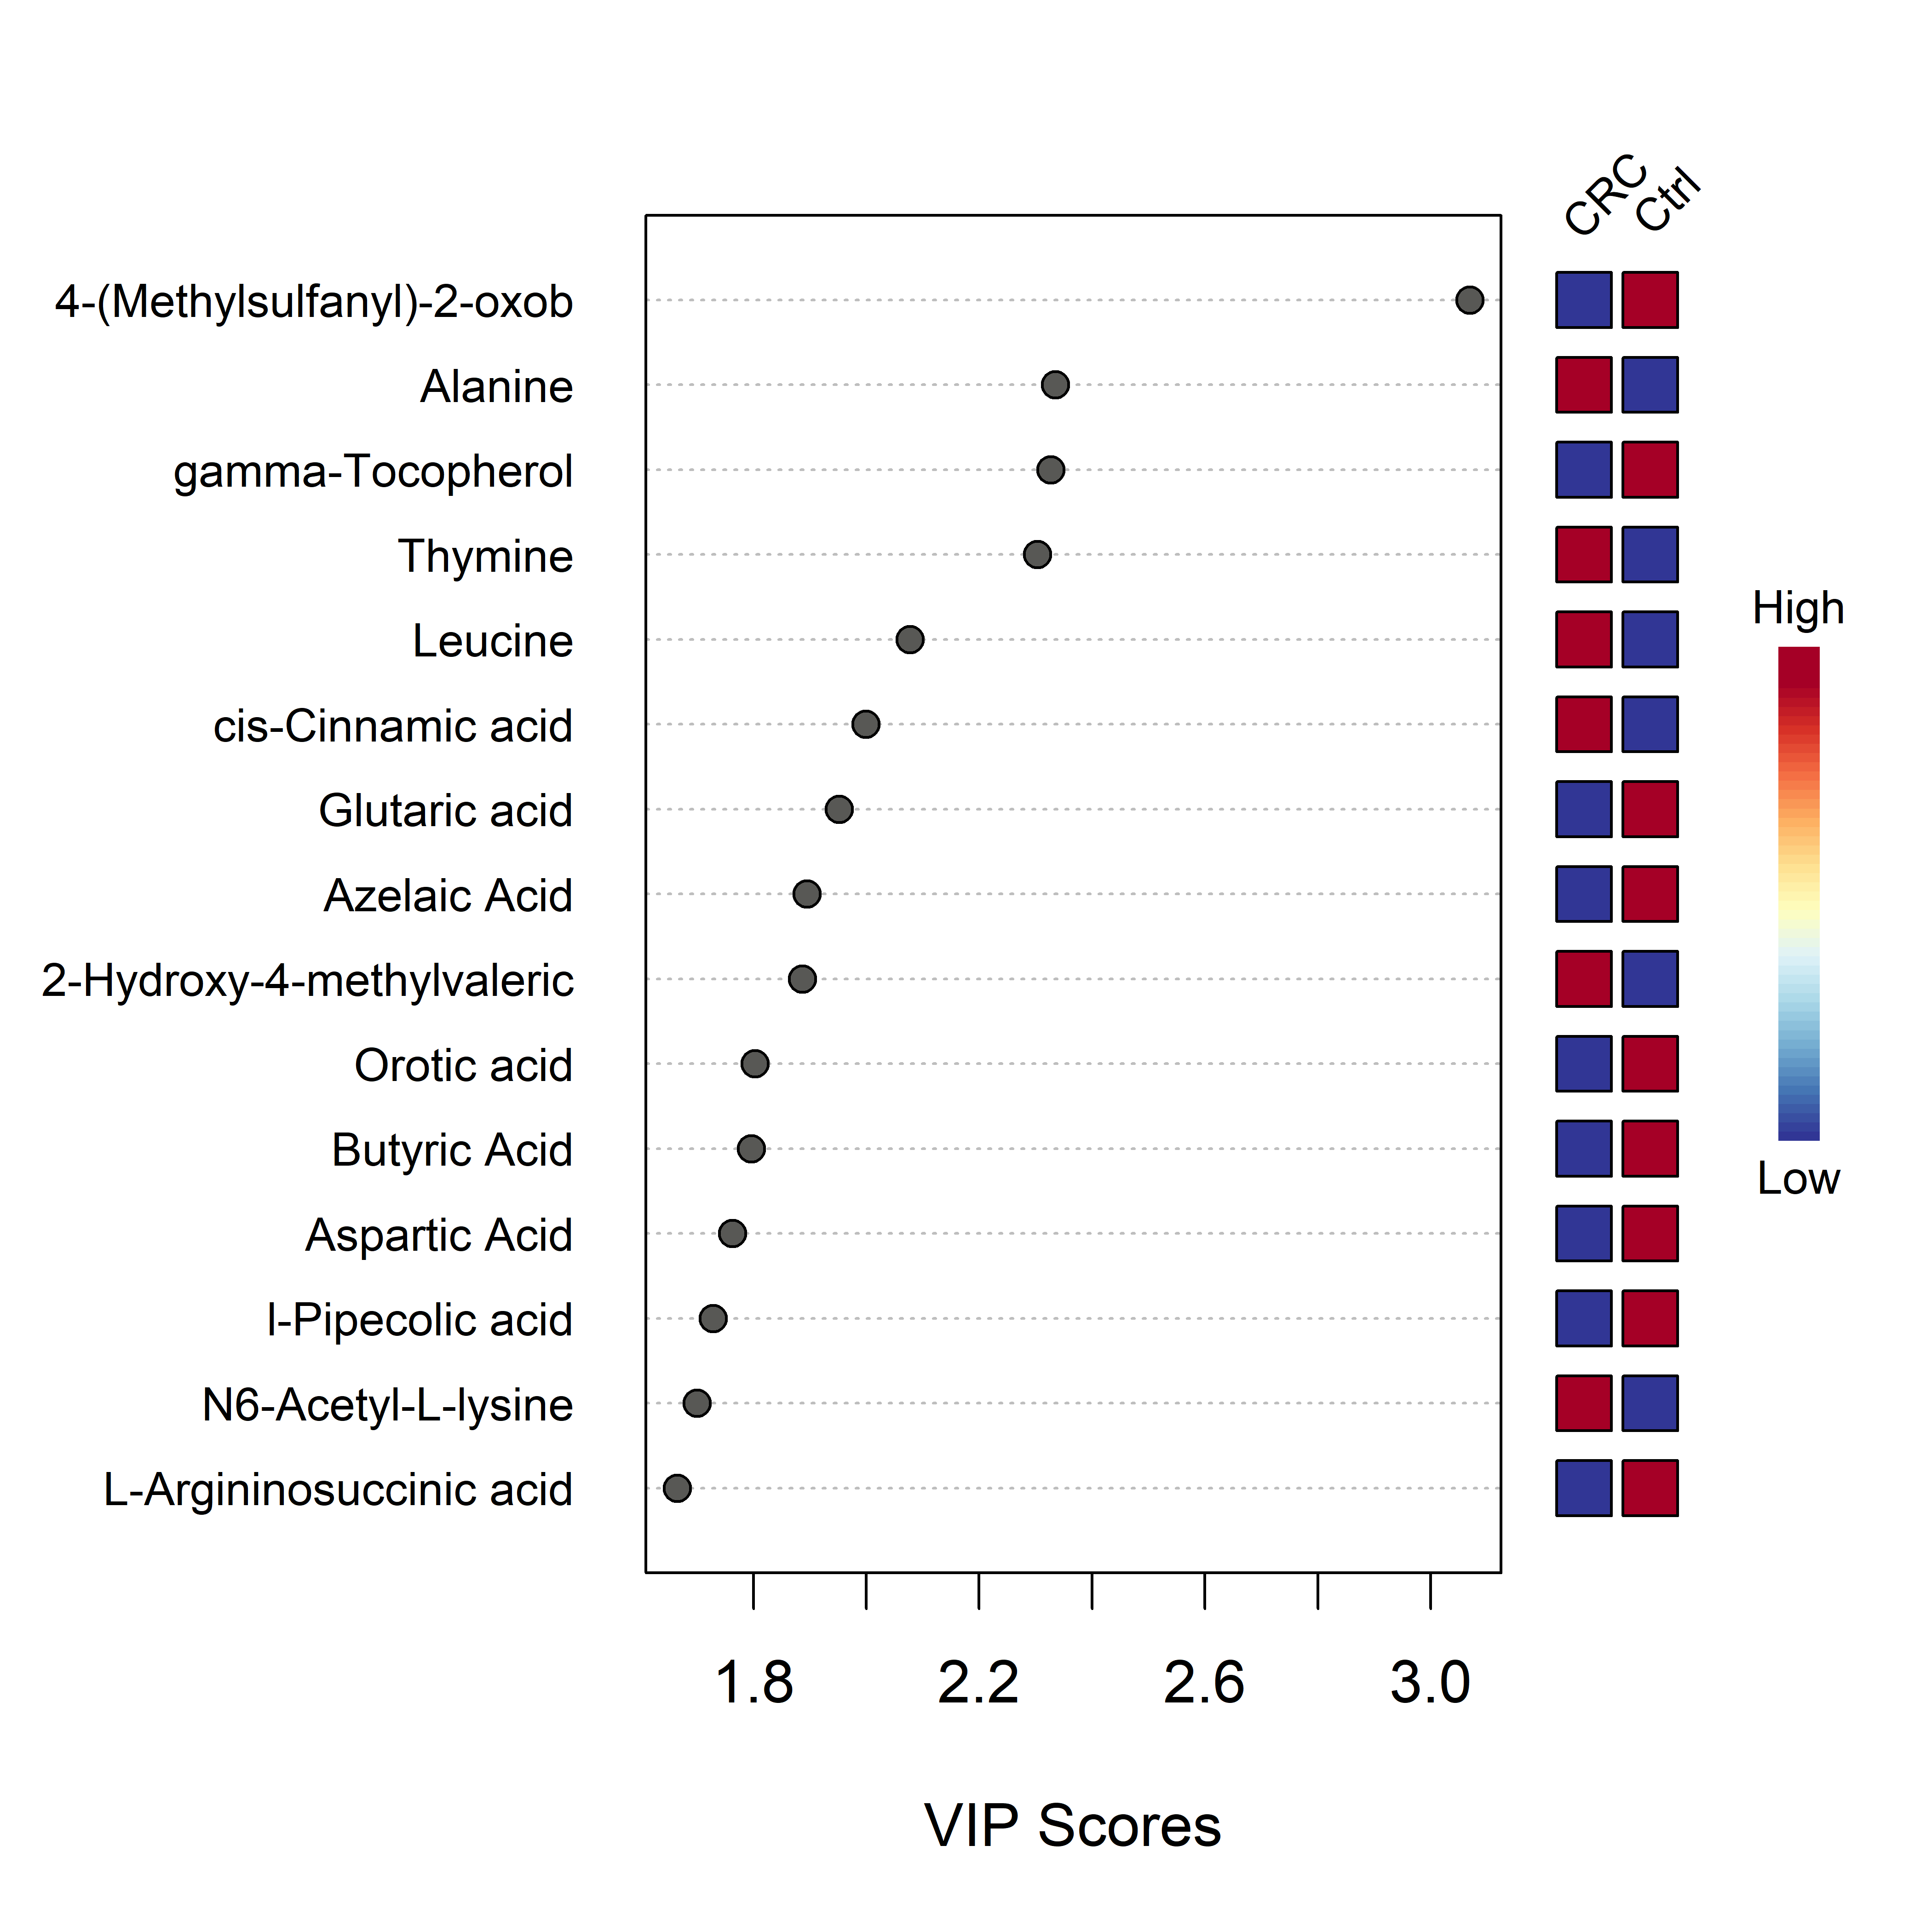 CRC
Ctrl
4-(Methylsulfanyl)-2-oxob
Alanine
gamma-Tocopherol
Thymine
Leucine
cis-Cinnamic acid
Glutaric acid
Azelaic Acid
2-Hydroxy-4-methylvaleric
Orotic acid
Butyric Acid
Aspartic Acid
l-Pipecolic acid
N6-Acetyl-L-lysine
L-Argininosuccinic acid
High
Low
1.8 2.2 2.6 3.0
VIP Scores